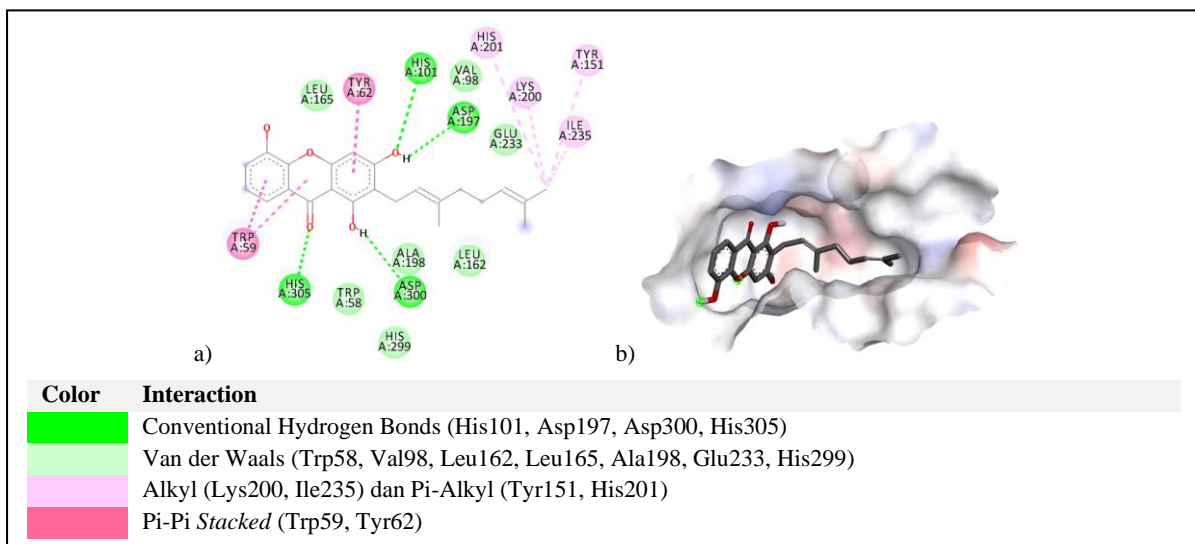 HIS
A:201
TYR
A:151
HIS
A:101
VAL
A:98
LYS
A:200
TYR
A:62
LEU
A:165
ASP
A:197
GLU
A:233
ILE
A:235
O
O
O
H
O
O
H
TRP
A:59
ALA
A:198
LEU
A:162
HIS
A:305
TRP
A:58
ASP
A:300
HIS
A:299
a)
b)
Color Interaction
Conventional Hydrogen Bonds (His101, Asp197, Asp300, His305)
Van der Waals (Trp58, Val98, Leu162, Leu165, Ala198, Glu233, His299)
Alkyl (Lys200, Ile235) dan Pi-Alkyl (Tyr151, His201)
Pi-Pi Stacked (Trp59, Tyr62)